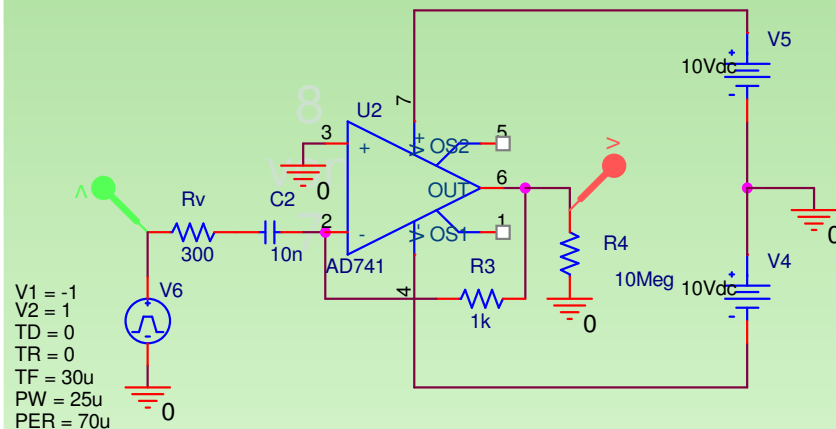 V5
10Vdc
+
-
8
U2
7
5
3
+
V+
OS2
0
OUT
6
Rv
C2
2
-
V-
OS1
1
300
10n
AD741
R4
0
R3
4
10Meg
10Vdc
V4
+
-
1k
0
V6
V1 = -1
V2 = 1
TD = 0
TR = 0
TF = 30u
PW = 25u
PER = 70u
0